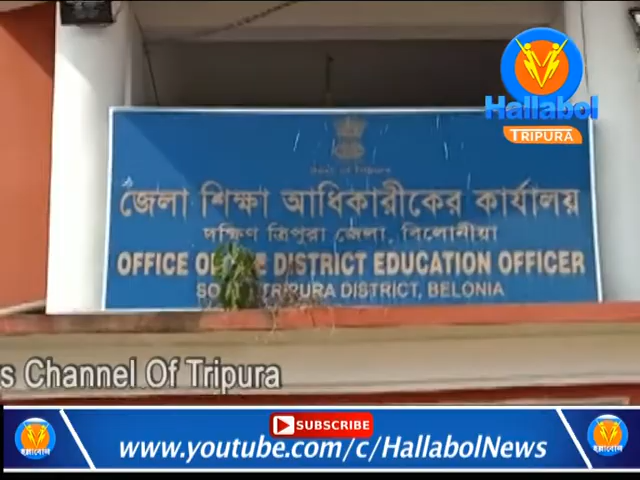 Hallabol
TRIPURA
জেলা শিক্ষা আধিকারীকের কার্যালয়
দক্ষিণ ত্রিপুরা জেলা, বিলোনীয়া
OFFICE THE DISTRICT EDUCATION OFFICER
TRIPURA DISTRICT, BELONIA
Channel Of Tripura
SUBSCRIBE
www.youtube.com/c/HallabolNews